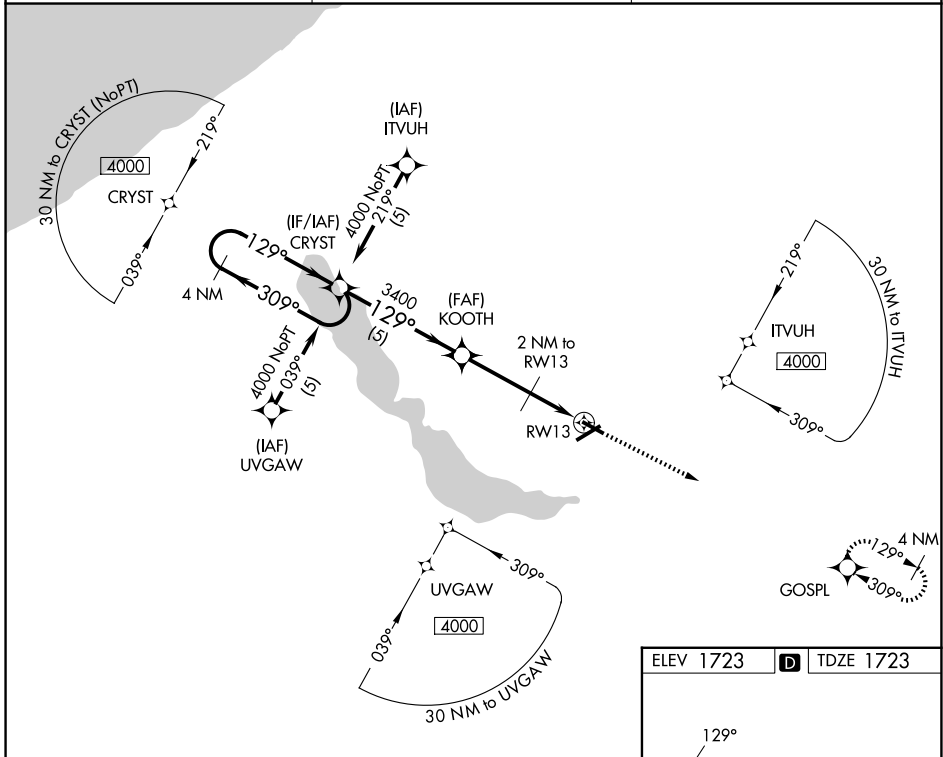 30 NM to CRYST (NoPT)
219°
4000
CRYST
039°
(IAF)
ITVUH
4000 NoPT
219°
(5)
(IF/IAF)
CRYST
129°
4 NM
309°
3400
129°
(5)
(FAF)
KOOTH
2 NM to
RW13
RW13
4000 NoPT
039°
(5)
(IAF)
UVGAW
219°
30 NM to ITVUH
ITVUH
4000
309°
309°
UVGAW
4000
039°
30 NM to UVGAW
4 NM
129°
309°
GOSPL
ELEV 1723 D TDZE 1723
129°